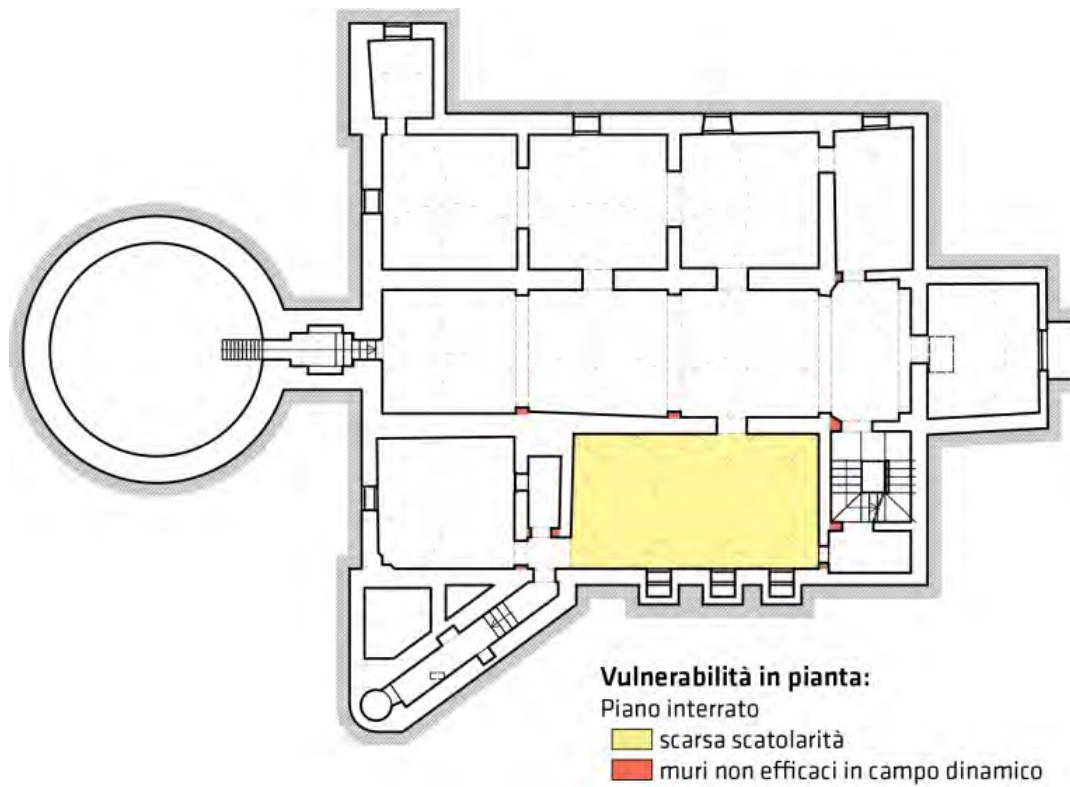 Vulnerabilità in pianta:
Piano interrato
scarsa scatolarità
muri non efficaci in campo dinamico